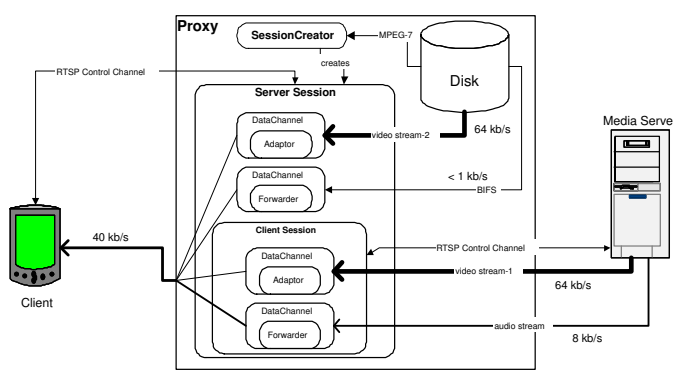 Proxy
SessionCreator
MPEG-7
creates
Disk
RTSP Control Channel
Server Session
Media Serve
DataChannel
Adaptor
video stream-2
64 kb/s
DataChannel
Forwarder
< 1 kb/s
BIFS
Client Session
40 kb/s
RTSP Control Channel
DataChannel
Adaptor
video stream-1
64 kb/s
Client
DataChannel
Forwarder
audio stream
8 kb/s